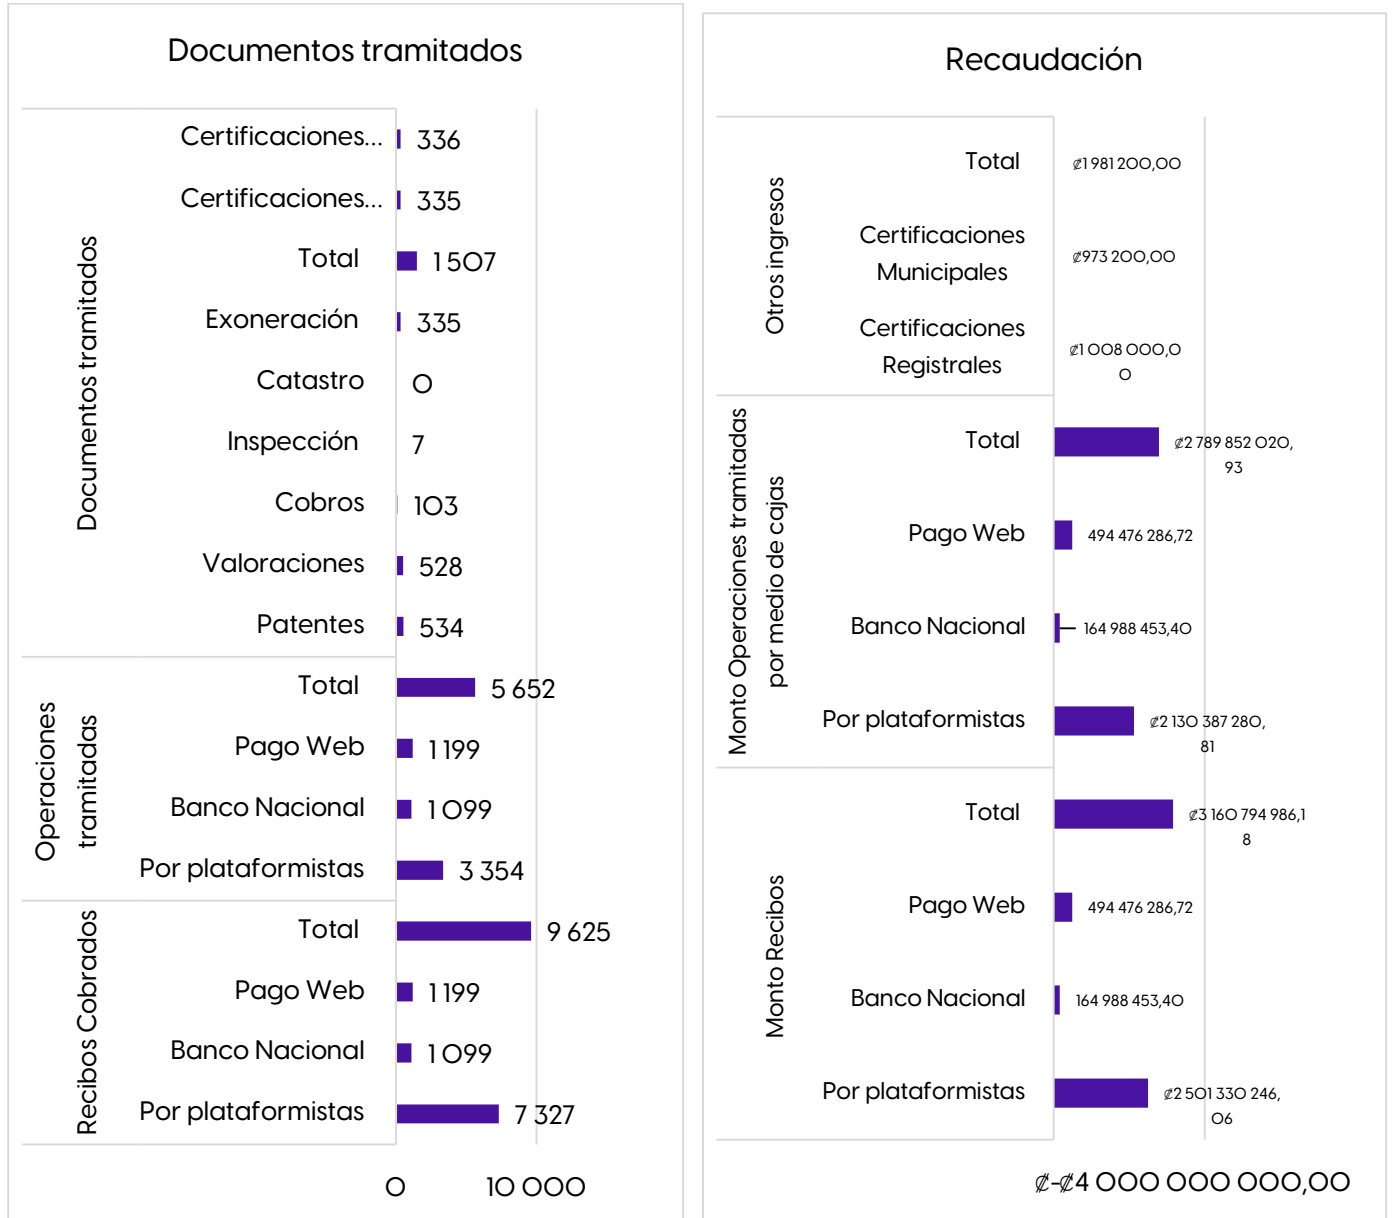 Documentos tramitados
Documentos tramitados
Certificaciones... 336
Certificaciones... 335
Total 1 507
Exoneración 335
Catastro 0
Inspección 7
Cobros 103
Valoraciones 528
Patentes 534
Operaciones
tramitadas
Total 5 652
Pago Web 1 199
Banco Nacional 1 099
Por plataformistas 3 354
Recibos Cobrados
Total 9 625
Pago Web 1 199
Banco Nacional 1 099
Por plataformistas 7 327
0 10 000
Recaudación
Otros ingresos
Total ₡1 981 200,00
Certificaciones
Municipales
₡973 200,00
Certificaciones
Registrales
₡1 008 000,0
0
Monto Operaciones tramitadas
por medio de cajas
Total ₡2 789 852 020,
93
Pago Web 494 476 286,72
Banco Nacional 164 988 453,40
Por plataformistas ₡2 130 387 280,
81
Monto Recibos
Total ₡3 160 794 986,1
8
Pago Web 494 476 286,72
Banco Nacional 164 988 453,40
Por plataformistas ₡2 501 330 246,
06
₡-₡4 000 000 000,00